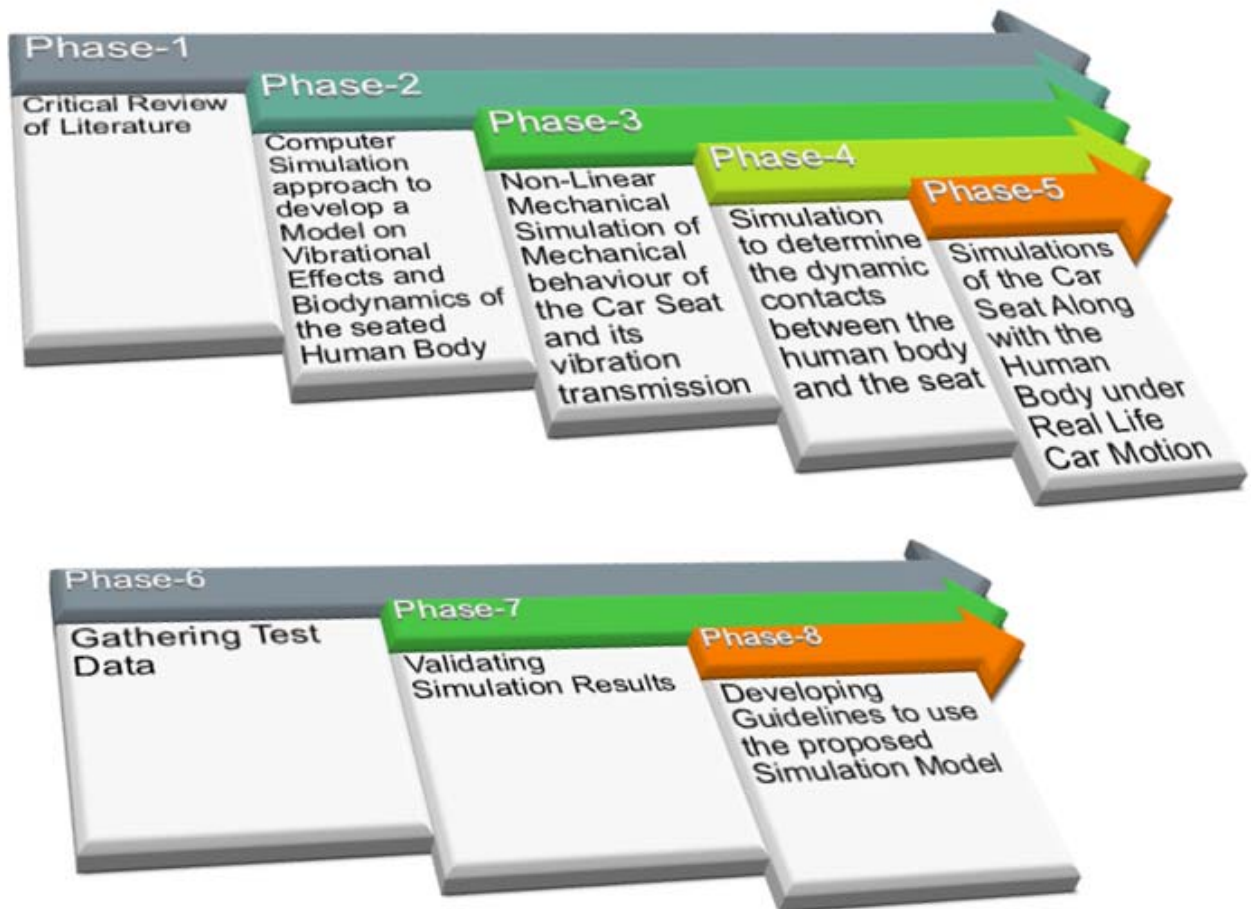 Phase-1
Critical Review
of Literature
Phase-2
Computer
Simulation
approach to
develop a
Model on
Vibrational
Effects and
Biodynamics of
the seated
Human Body
Phase-3
Non-Linear
Mechanical
Simulation of
Mechanical
behaviour of
the Car Seat
and its
vibration
transmission
Phase-4
Simulation
to determine
the dynamic
contacts
between the
human body
and the seat
Phase-5
Simulations
of the Car
Seat Along
with the
Human
Body under
Real Life
Car Motion
Phase-6
Gathering Test
Data
Phase-7
Validating
Simulation Results
Phase-8
Developing
Guidelines to use
the proposed
Simulation Model